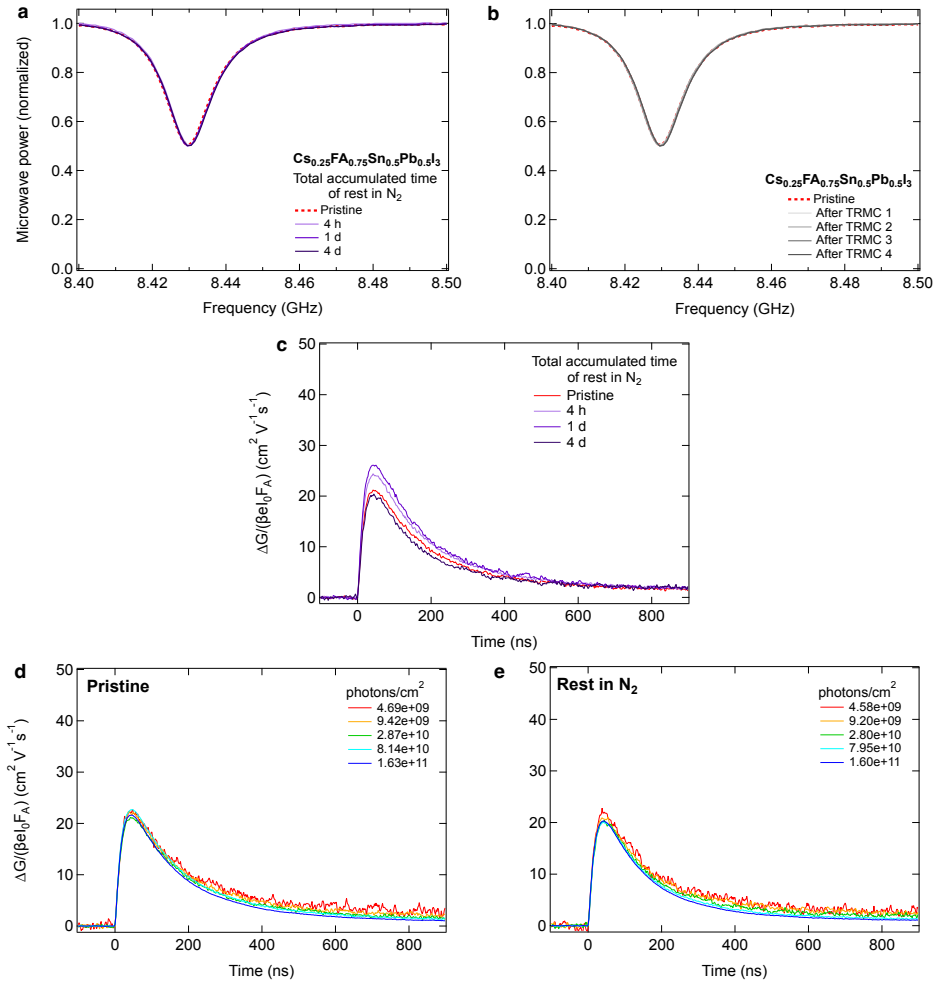 a
1.0
0.8
0.6
0.4
0.2
0.0
Microwave power (normalized)
Cs0.25FA0.75Sn0.5Pb0.5I3
Total accumulated time
of rest in N2
Pristine
4 h
1 d
4 d
8.40
8.42
8.44
8.46
8.48
8.50
Frequency (GHz)
b
1.0
0.8
0.6
0.4
0.2
0.0
Cs0.25FA0.75Sn0.5Pb0.5I3
Pristine
After TRMC 1
After TRMC 2
After TRMC 3
After TRMC 4
8.40
8.42
8.44
8.46
8.48
8.50
Frequency (GHz)
c
50
40
30
20
10
0
ΔG/(βeI0FA) (cm2 V-1 s-1)
Total accumulated time
of rest in N2
Pristine
4 h
1 d
4 d
0
200
400
600
800
Time (ns)
d
Pristine
50
40
30
20
10
0
ΔG/(βeI0FA) (cm2 V-1 s-1)
photons/cm2
4.69e+09
9.42e+09
2.87e+10
8.14e+10
1.63e+11
0
200
400
600
800
Time (ns)
e
Rest in N2
50
40
30
20
10
0
photons/cm2
4.58e+09
9.20e+09
2.80e+10
7.95e+10
1.60e+11
0
200
400
600
800
Time (ns)